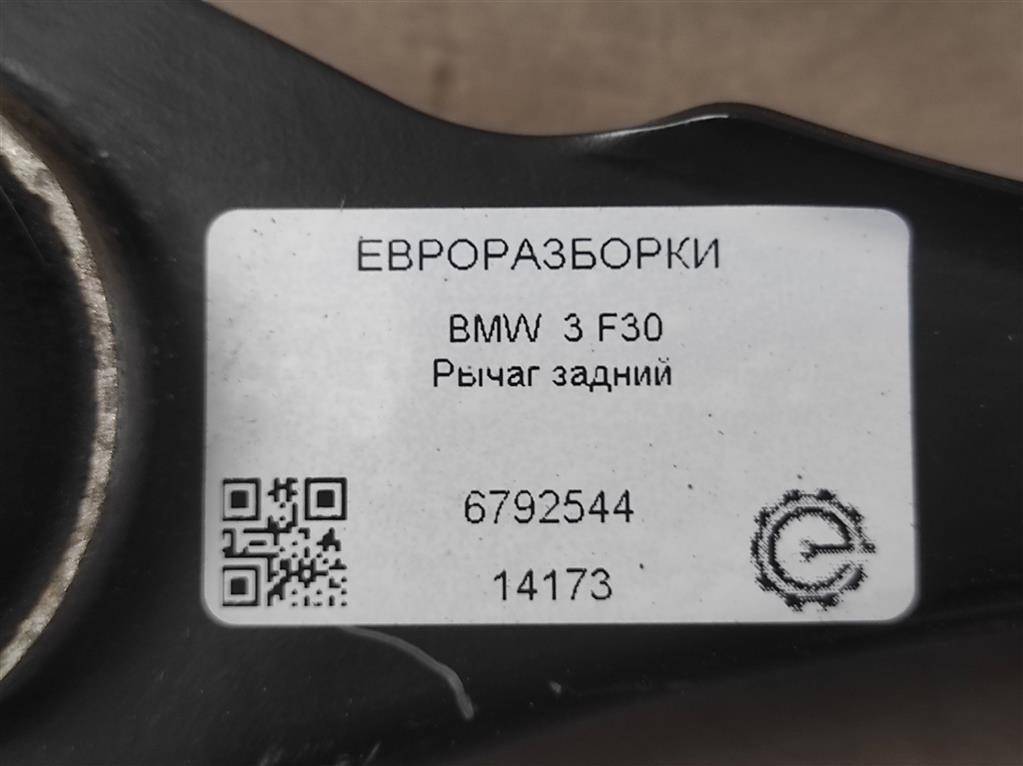 ЕВРОРАЗБОРКИ
BMW 3 F30
Рычаг задний
6792544
14173